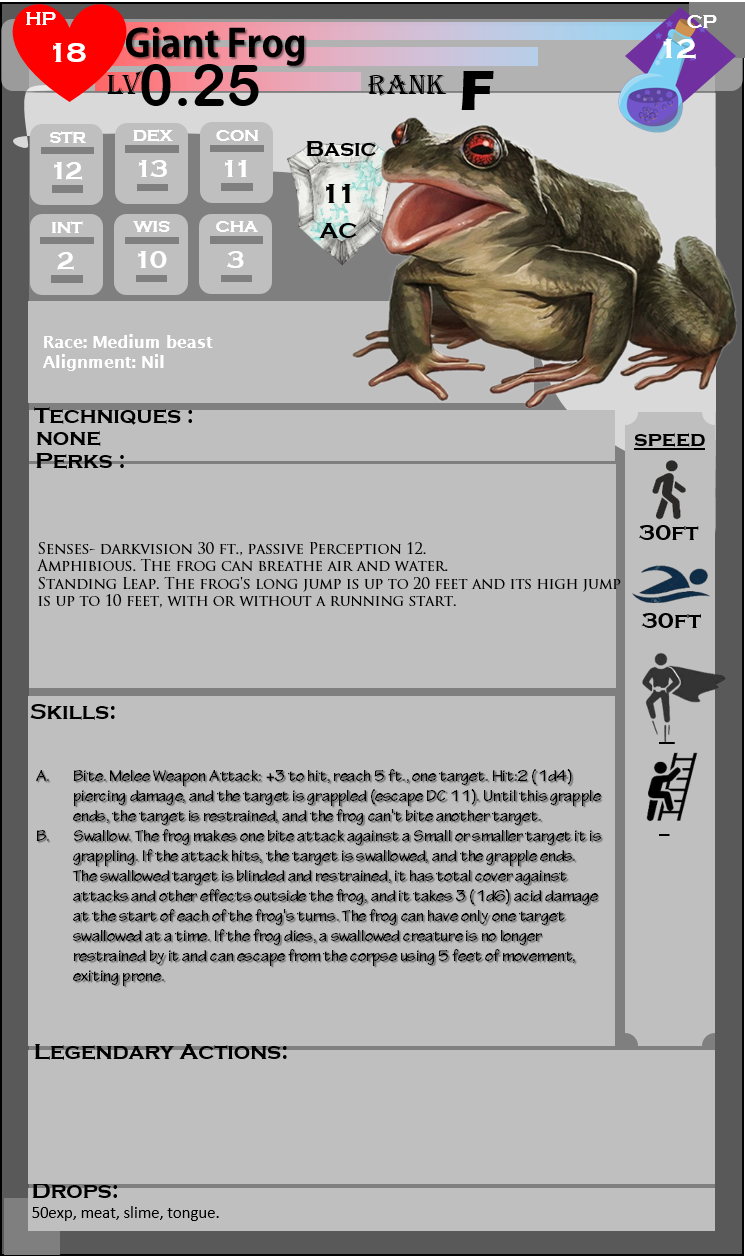 HP
18
Giant Frog
CP
12
LV 0.25
RANK F
STR
12
DEX
13
CON
11
INT
2
WIS
10
CHA
3
Basic
11
AC
Race: Medium beast
Alignment: Nil
Techniques :
NONE
Perks :
Senses- darkvision 30 ft., passive Perception 12.
Amphibious. The frog can breathe air and water.
Standing Leap. The frog's long jump is up to 20 feet and its high jump
is up to 10 feet, with or without a running start.
SPEED
30FT
30FT
–
–
Skills:
A. Bite. Melee Weapon Attack: +3 to hit, reach 5 ft., one target. Hit:2 (1d4)
piercing damage, and the target is grappled (escape DC 11). Until this grapple
ends, the target is restrained, and the frog can't bite another target.
B. Swallow. The frog makes one bite attack against a Small or smaller target it is
grappling. If the attack hits, the target is swallowed, and the grapple ends.
The swallowed target is blinded and restrained, it has total cover against
attacks and other effects outside the frog, and it takes 3 (1d6) acid damage
at the start of each of the frog's turns. The frog can have only one target
swallowed at a time. If the frog dies, a swallowed creature is no longer
restrained by it and can escape from the corpse using 5 feet of movement,
exiting prone.
Legendary Actions:
Drops:
50exp, meat, slime, tongue.